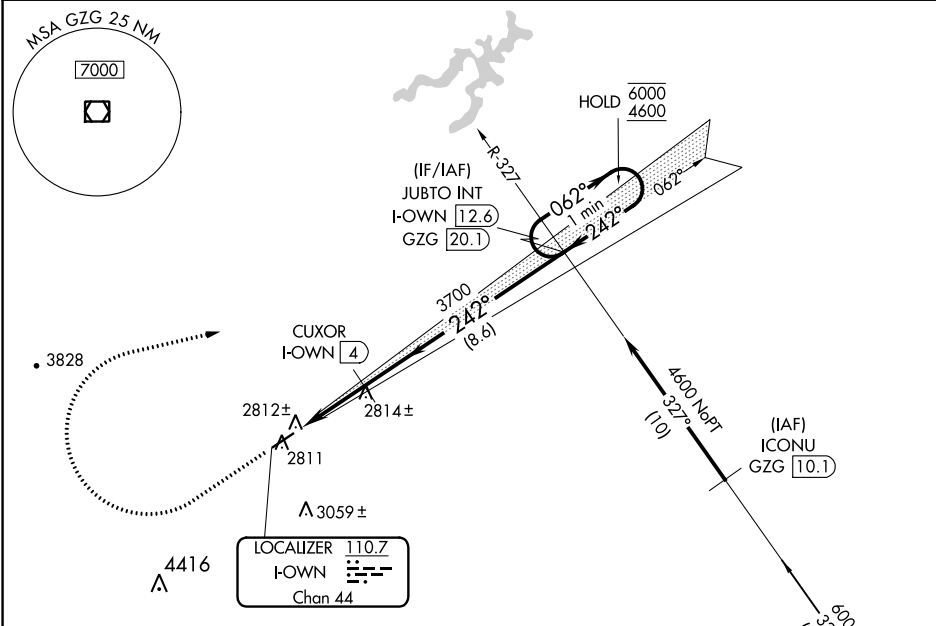 MSA GZG 25 NM
7000
HOLD 6000
4600
R-327
(IF/IAF)
JUBTO INT
I-OWN 12.6
GZG 20.1
062°
1 min
242°
062°
3700
242°
(8.6)
CUXOR
I-OWN 4
3828
2812±
2814±
2811
4600 NoPT
327°
(10)
(IAF)
ICONU
GZG 10.1
3059±
LOCALIZER 110.7
I-OWN
Chan 44
4416